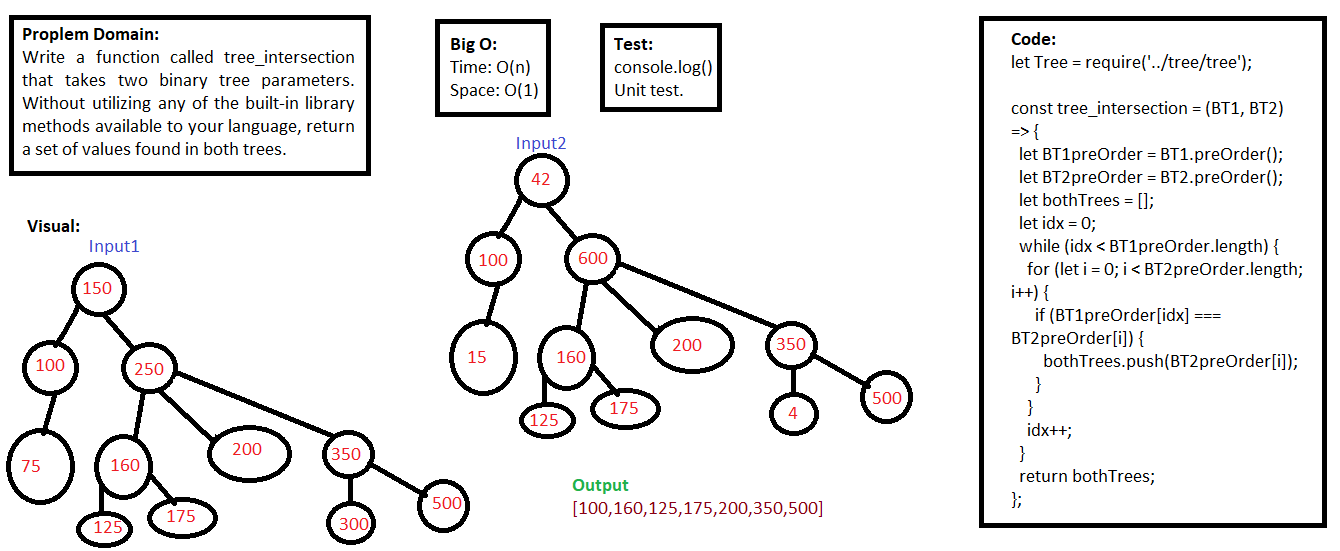 Proplem Domain:
Write a function called tree_intersection
that takes two binary tree parameters.
Without utilizing any of the built-in library
methods available to your language, return
a set of values found in both trees.
Big O:
Time: O(n)
Space: O(1)
Test:
console.log()
Unit test.
Visual:
Input1
150
100
250
75
160
200
350
125
175
300
500
Input2
42
100
600
15
160
200
350
125
175
4
500
Output
[100,160,125,175,200,350,500]
Code:
let Tree = require('../tree/tree');
const tree_intersection = (BT1, BT2)
=> {
let BT1preOrder = BT1.preOrder();
let BT2preOrder = BT2.preOrder();
let bothTrees = [];
let idx = 0;
while (idx < BT1preOrder.length) {
for (let i = 0; i < BT2preOrder.length;
i++) {
if (BT1preOrder[idx] ===
BT2preOrder[i]) {
bothTrees.push(BT2preOrder[i]);
}
}
idx++;
}
return bothTrees;
};